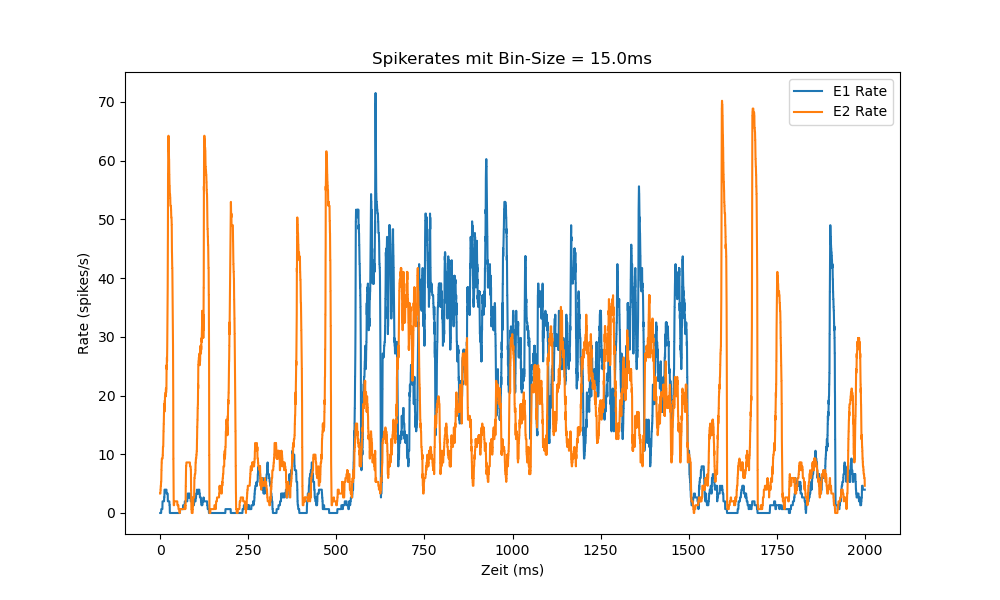 Spikerates mit Bin-Size = 15.0ms
E1 Rate
E2 Rate
70
60
50
40
30
20
10
0
Rate (spikes/s)
0 250 500 750 1000 1250 1500 1750 2000
Zeit (ms)